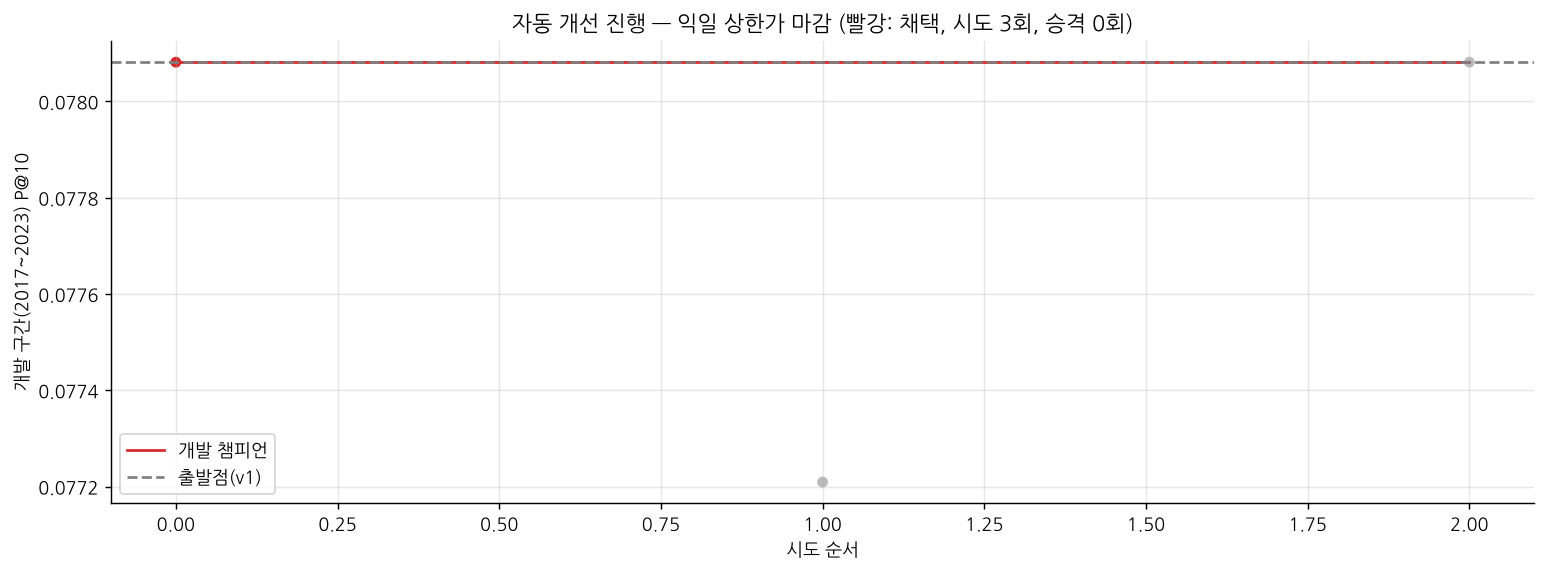 자동 개선 진행 — 익일 상한가 마감 (빨강: 채택, 시도 3회, 승격 0회)
개발 구간(2017~2023) P@10
0.0780
0.0778
0.0776
0.0774
0.0772
개발 챔피언
출발점(v1)
0.00 0.25 0.50 0.75 1.00 1.25 1.50 1.75 2.00
시도 순서